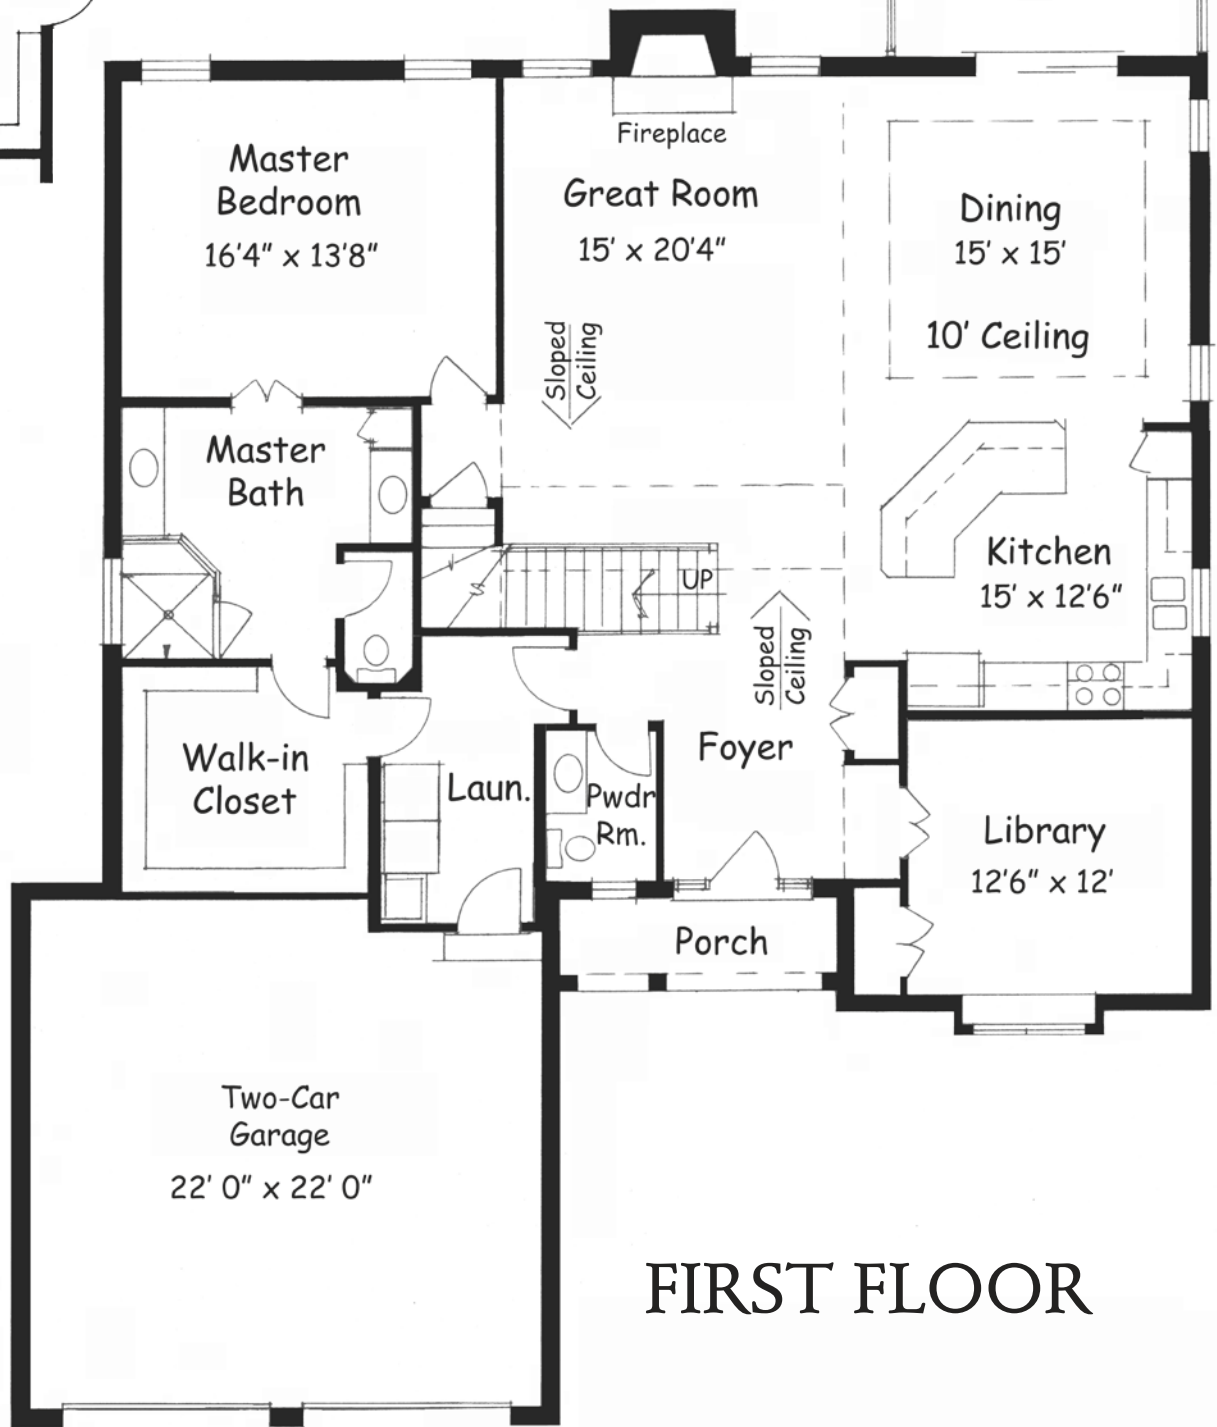 Fireplace
Master
Bedroom
16'4" x 13'8"
Great Room
15' x 20'4"
Dining
15' x 15'
10' Ceiling
Sloped
Ceiling
Master
Bath
Kitchen
15' x 12'6"
UP
Sloped
Ceiling
Walk-in
Closet
Laun.
Pwdr
Rm.
Foyer
Library
12'6" x 12'
Porch
Two-Car
Garage
22' 0" x 22' 0"
FIRST FLOOR